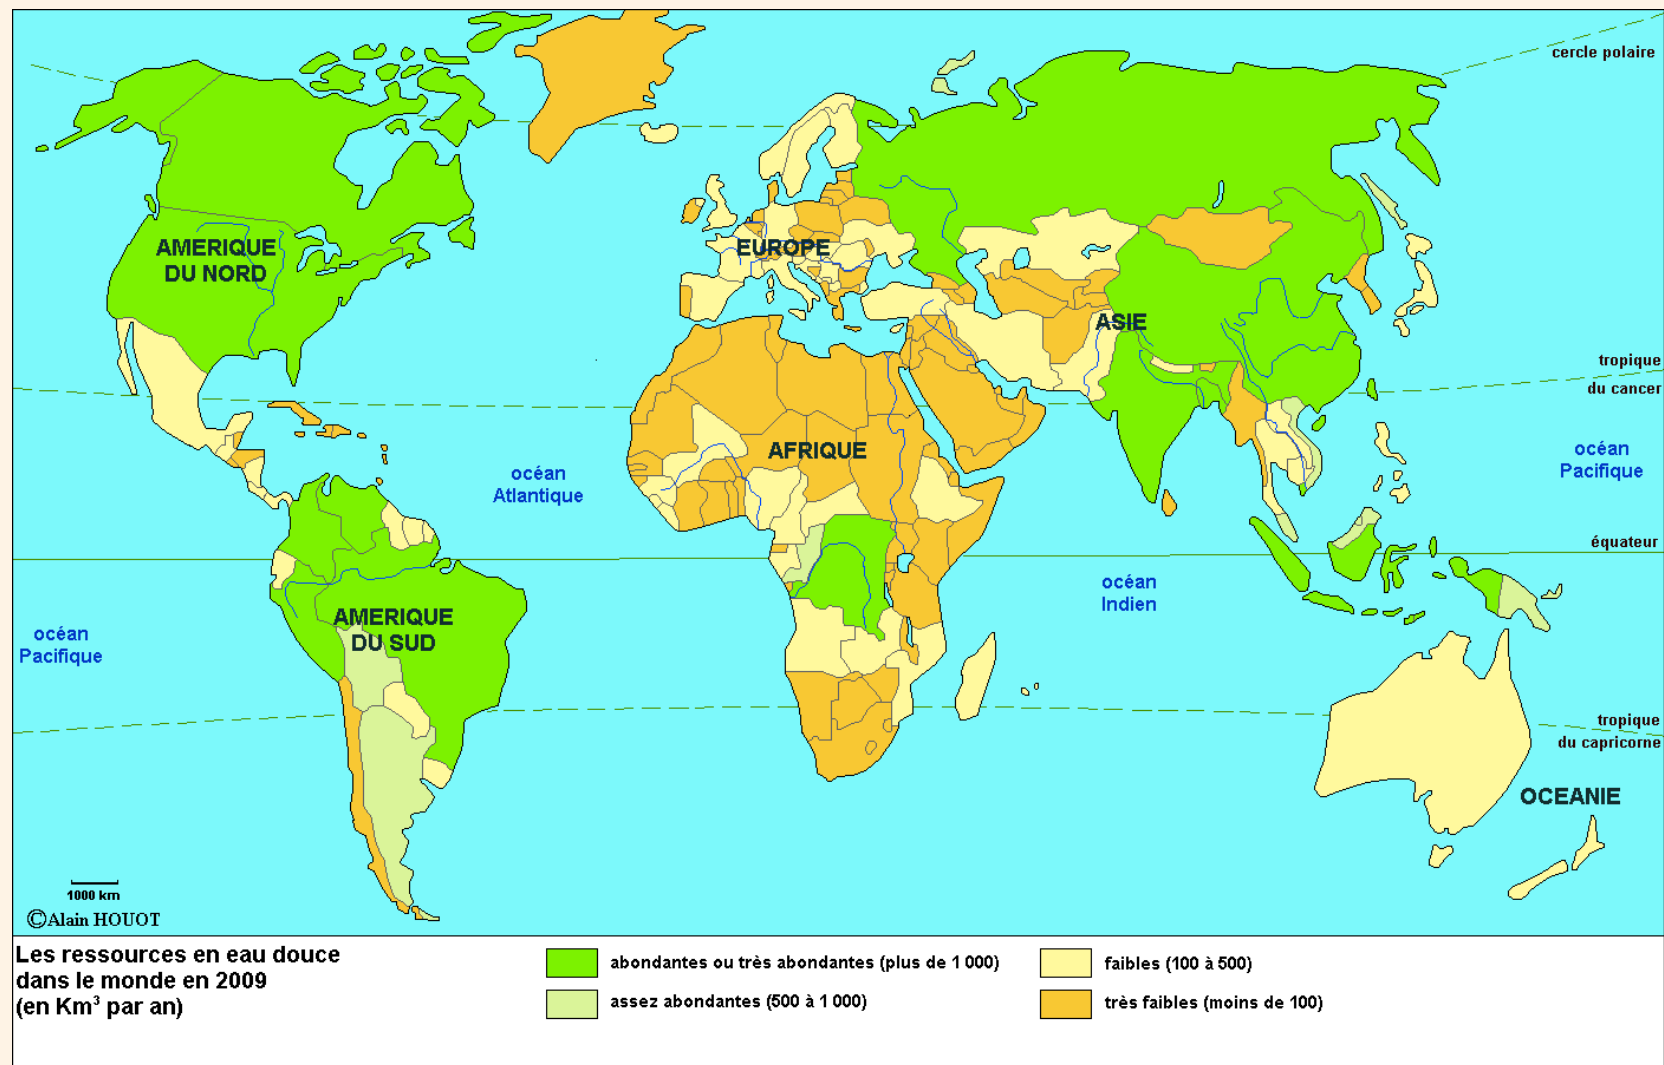 cercle polaire
AMERIQUE
DU NORD
EUROPE
ASIE
tropique
du cancer
AFRIQUE
océan
Atlantique
océan
Pacifique
équateur
océan
Indien
océan
Pacifique
AMERIQUE
DU SUD
tropique
du capricorne
OCEANIE
1000 km
©Alain HOUOT
Les ressources en eau douce
dans le monde en 2009
(en Km³ par an)
abondantes ou très abondantes (plus de 1 000)
assez abondantes (500 à 1 000)
faibles (100 à 500)
très faibles (moins de 100)